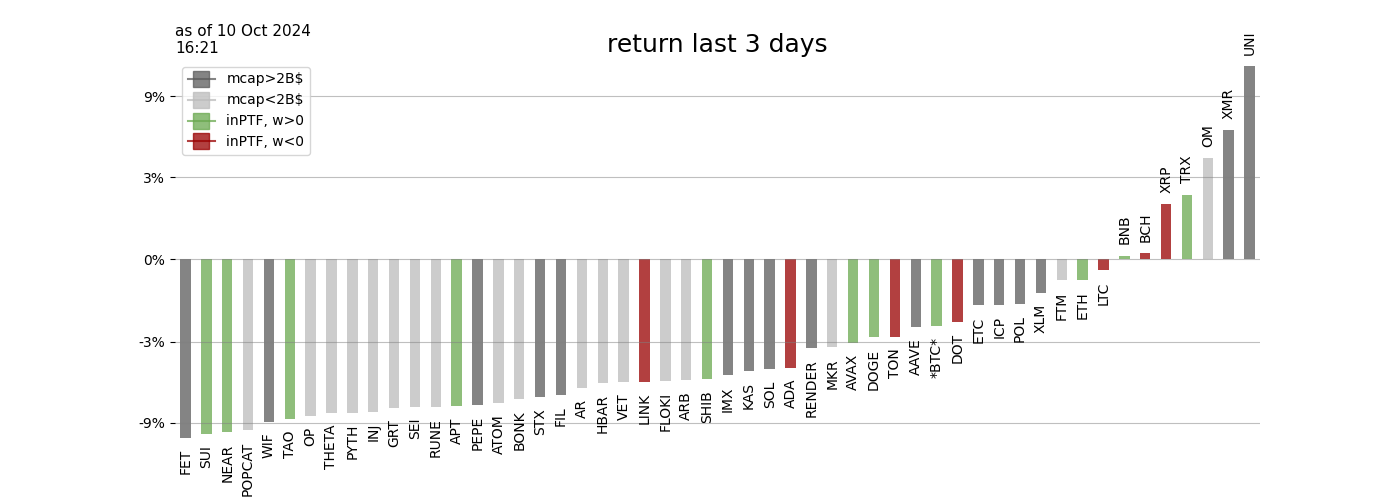 as of 10 Oct 2024
16:21
return last 3 days
mcap>2B$
mcap<2B$
inPTF, w>0
inPTF, w<0
9%
3%
0%
-3%
-9%
FET
SUI
NEAR
POPCAT
WIF
TAO
OP
THETA
PYTH
INJ
GRT
SEI
RUNE
APT
PEPE
ATOM
BONK
STX
FIL
AR
HBAR
VET
LINK
FLOKI
ARB
SHIB
IMX
KAS
SOL
ADA
RENDER
MKR
AVAX
DOGE
TON
AAVE
*BTC*
DOT
ETC
ICP
POL
XLM
FTM
ETH
LTC
BNB
BCH
XRP
TRX
OM
XMR
UNI